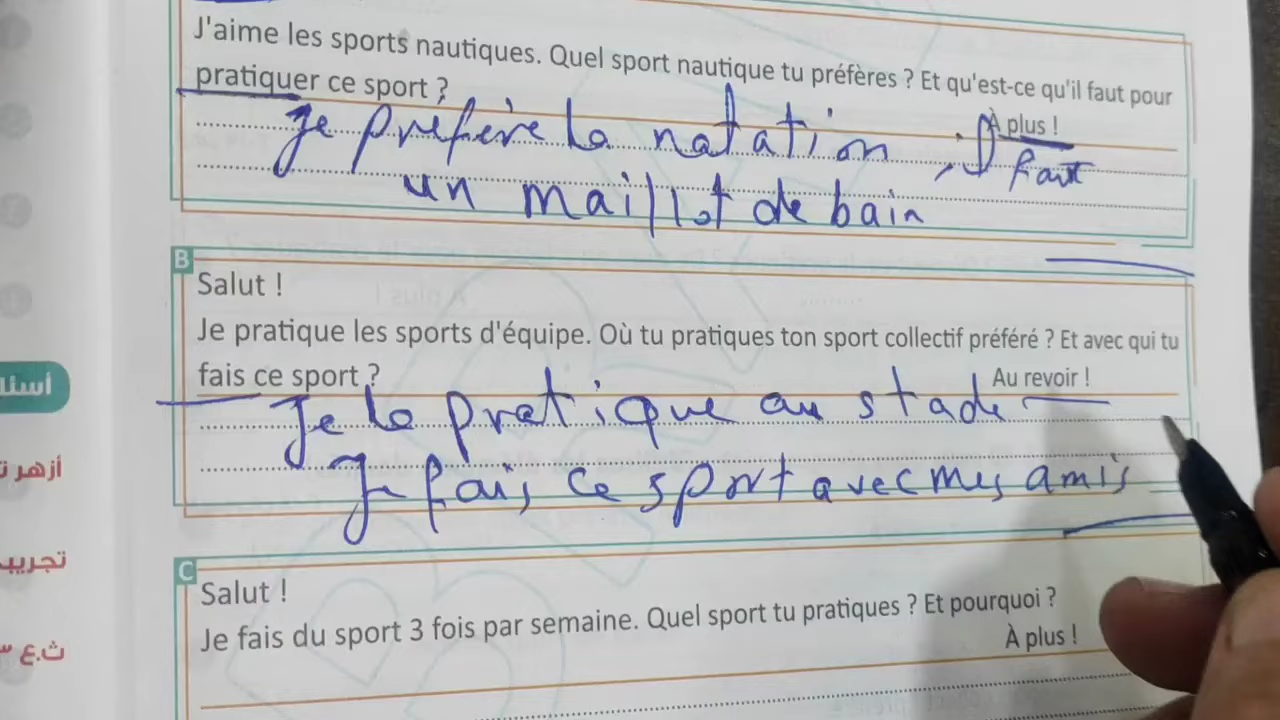 J'aime les sports nautiques. Quel sport nautique tu préfères ? Et qu'est-ce qu'il faut pour
pratiquer ce sport ?
À plus !
Je préfère la natation, il faut
un maillot de bain
B
Salut !
Je pratique les sports d'équipe. Où tu pratiques ton sport collectif préféré ? Et avec qui tu
fais ce sport ?
Au revoir !
Je le pratique au stade
Je fais ce sport avec mes amis
C
Salut !
Je fais du sport 3 fois par semaine. Quel sport tu pratiques ? Et pourquoi ?
À plus !